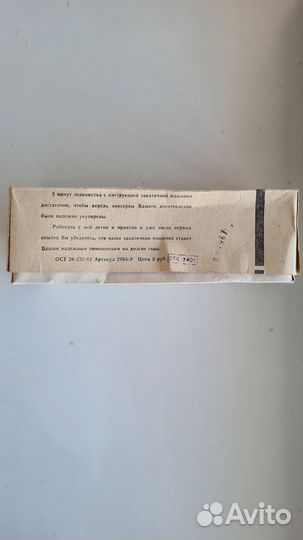 2 минут знакомства с инструкцией закаточной машинки
достаточно, чтобы впредь консервы Вашего изготовления
были надежно укупорены.
Работать с ней легко и приятно и уже после первых
опытов Вы убедитесь, что наша закаточная машинка станет
Вашим надежным помощником на долгие годы.
ОСТ 26-232-82 Артикул 2085-У Цена 3 руб.
Avito